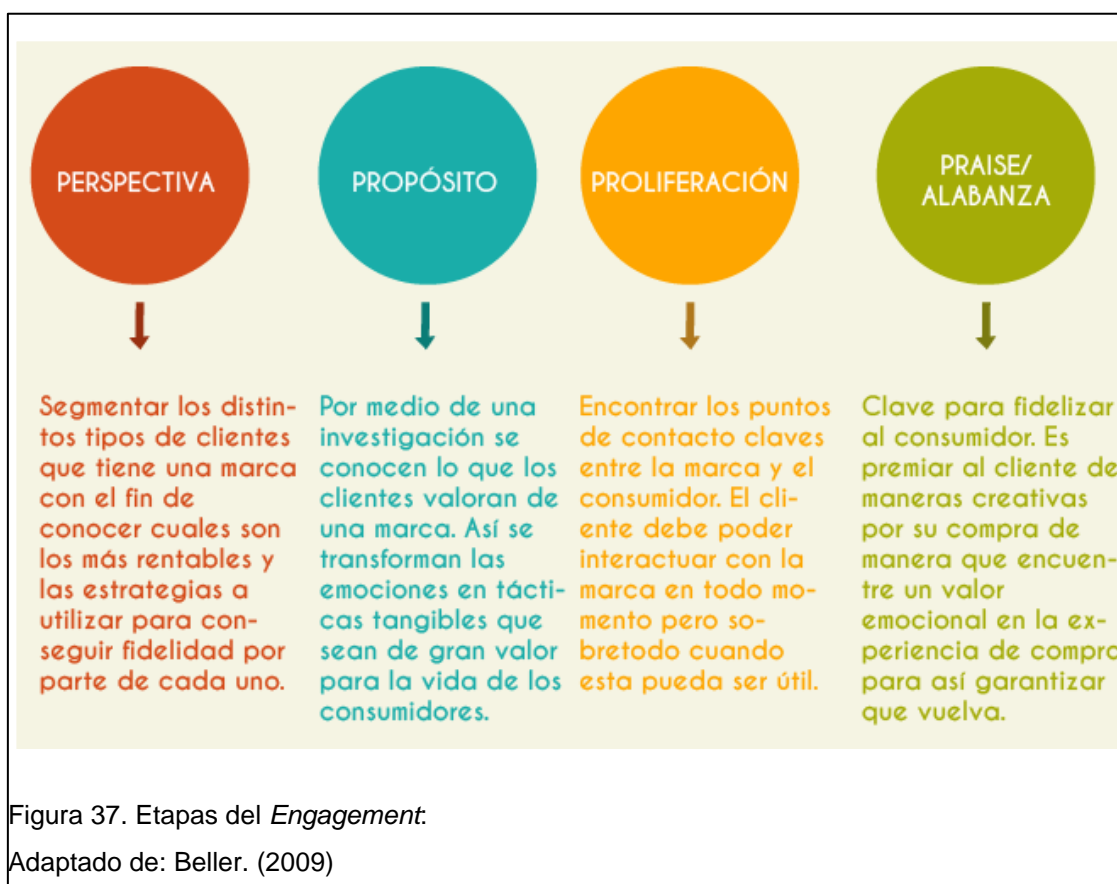 PERSPECTIVA
Segmentar los distin-
tos tipos de clientes
que tiene una marca
con el fin de
conocer cuales son
los más rentables y
las estrategias a
utilizar para con-
seguir fidelidad por
parte de cada uno.
PROPÓSITO
Por medio de una
investigación se
conocen lo que los
clientes valoran de
una marca. Así se
transforman las
emociones en tácti-
cas tangibles que
sean de gran valor
para la vida de los
consumidores.
PROLIFERACIÓN
Encontrar los puntos
de contacto claves
entre la marca y el
consumidor. El cli-
ente debe poder
interactuar con la
marca en todo mo-
mento pero so-
bretodo cuando
esta pueda ser útil.
PRAISE/
ALABANZA
Clave para fidelizar
al consumidor. Es
premiar al cliente de
maneras creativas
por su compra de
manera que encuen-
tre un valor
emocional en la ex-
periencia de compra
para así garantizar
que vuelva.
Figura 37. Etapas del Engagement:
Adaptado de: Beller. (2009)